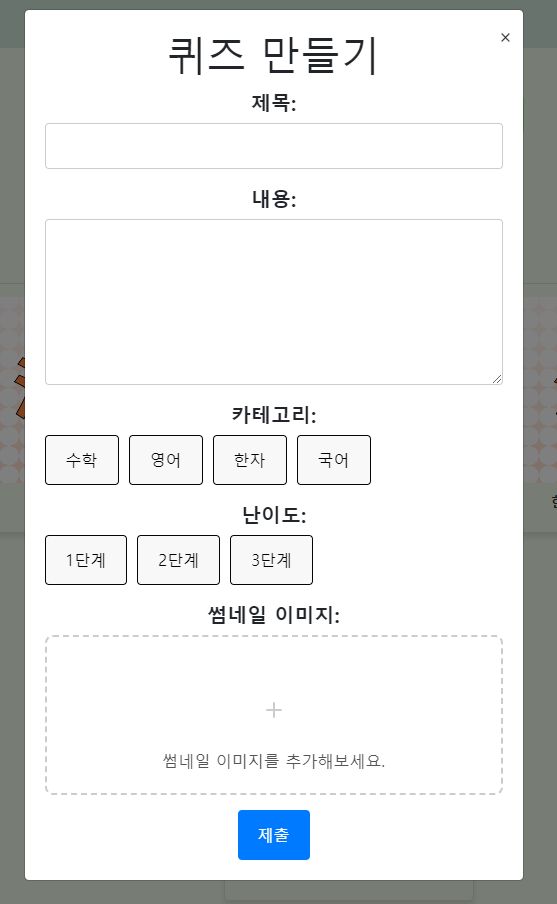 ×
퀴즈 만들기
제목:
내용:
카테고리:
수학 영어 한자 국어
난이도:
1단계 2단계 3단계
썸네일 이미지:
+
썸네일 이미지를 추가해보세요.
제출